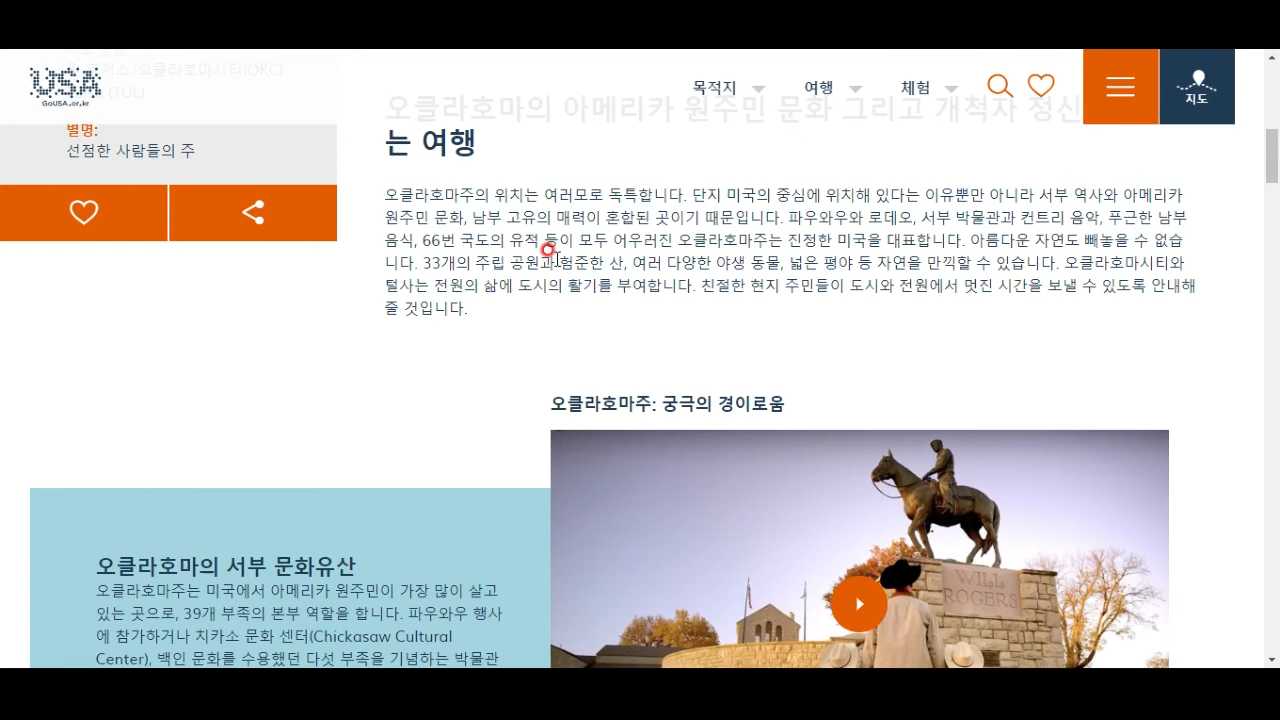 USA
GoUSA.or.kr
목적지
여행
체험
지도
(TUL)
별명:
선점한 사람들의 주
오클라호마의 아메리카 원주민 문화 그리고 개척자 정신
는 여행
오클라호마주의 위치는 여러모로 독특합니다. 단지 미국의 중심에 위치해 있다는 이유뿐만 아니라 서부 역사와 아메리카
원주민 문화, 남부 고유의 매력이 혼합된 곳이기 때문입니다. 파우와우와 로데오, 서부 박물관과 컨트리 음악, 푸근한 남부
음식, 66번 국도의 유적 등이 모두 어우러진 오클라호마주는 진정한 미국을 대표합니다. 아름다운 자연도 빼놓을 수 없습
니다. 33개의 주립 공원과 험준한 산, 여러 다양한 야생 동물, 넓은 평야 등 자연을 만끽할 수 있습니다. 오클라호마시티와
털사는 전원의 삶에 도시의 활기를 부여합니다. 친절한 현지 주민들이 도시와 전원에서 멋진 시간을 보낼 수 있도록 안내해
줄 것입니다.
오클라호마주: 궁극의 경이로움
WILL
ROGERS
오클라호마의 서부 문화유산
오클라호마주는 미국에서 아메리카 원주민이 가장 많이 살고
있는 곳으로, 39개 부족의 본부 역할을 합니다. 파우와우 행사
에 참가하거나 치카소 문화 센터(Chickasaw Cultural
Center), 백인 문화를 수용했던 다섯 부족을 기념하는 박물관